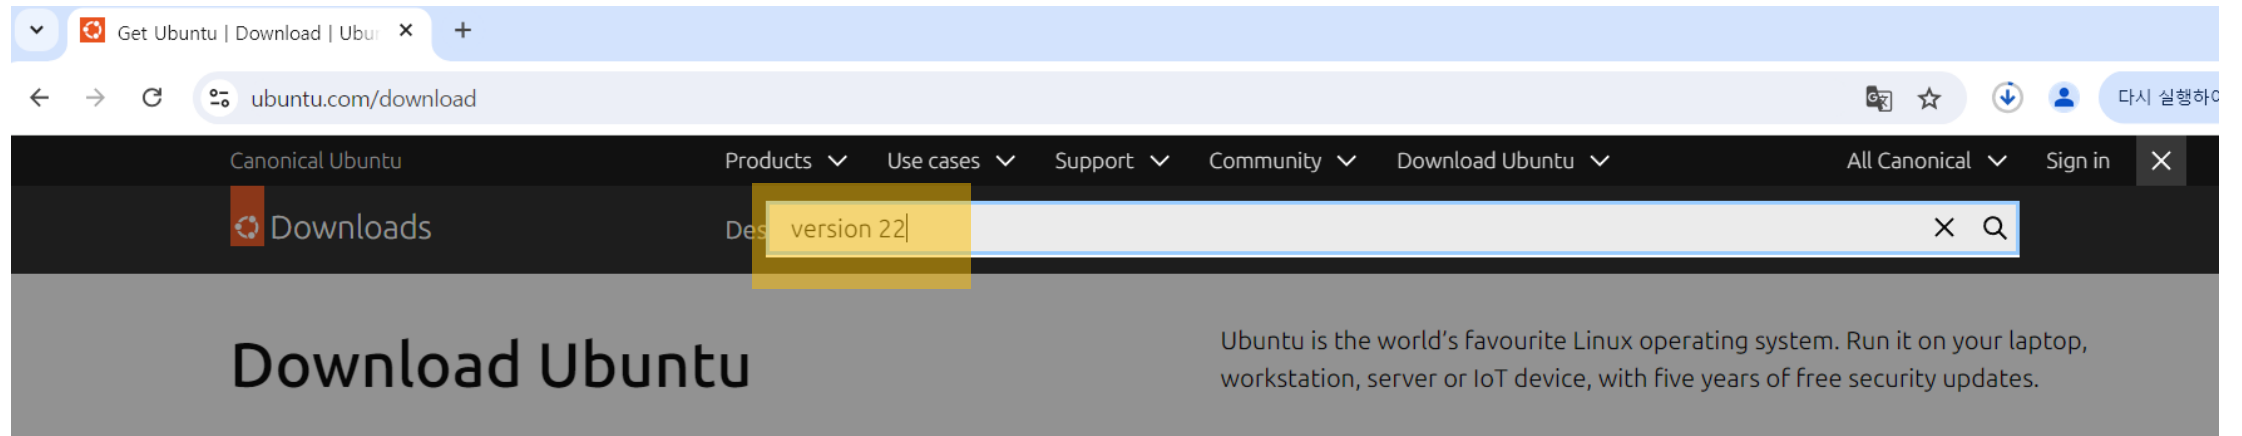 Get Ubuntu | Download | Ubu
ubuntu.com/download
다시 실행하
Canonical Ubuntu
Products
Use cases
Support
Community
Download Ubuntu
All Canonical
Sign in
Downloads
Des
version 22
Download Ubuntu
Ubuntu is the world's favourite Linux operating system. Run it on your laptop,
workstation, server or IoT device, with five years of free security updates.